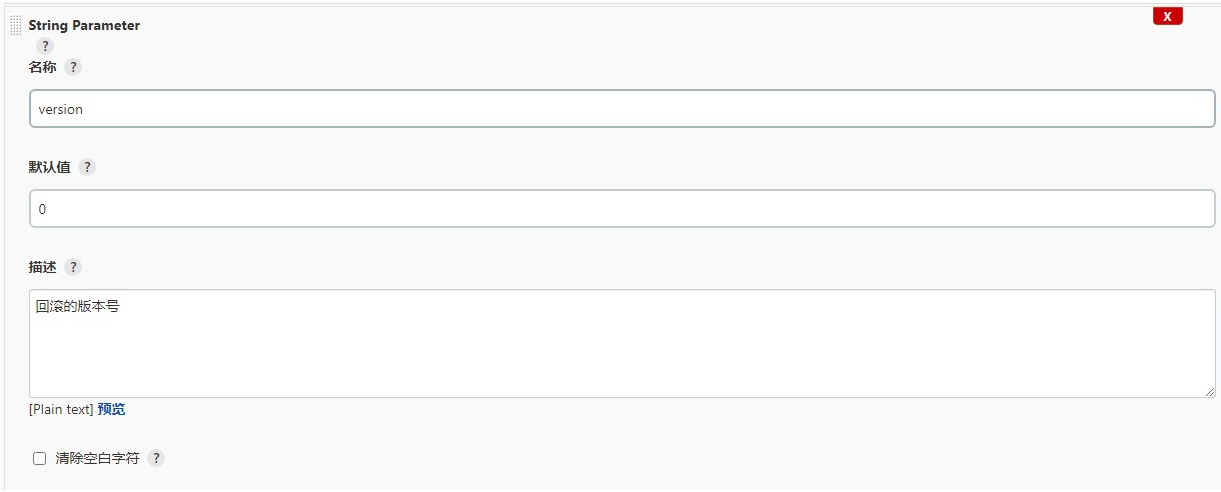 String Parameter
X
?
名称 ?
version
默认值 ?
0
描述 ?
回滚的版本号
[Plain text] 预览
清除空白字符 ?